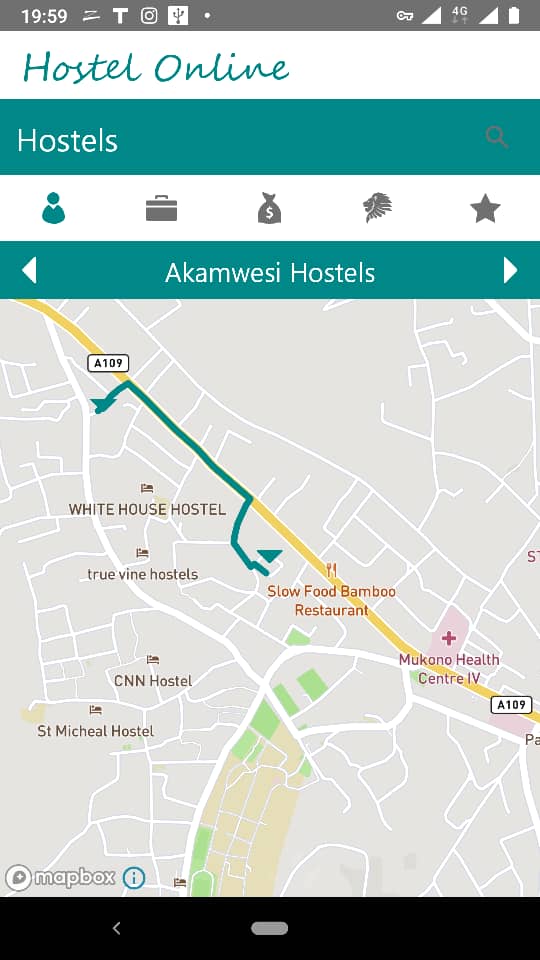 19:59
4G
Hostel Online
Hostels
Akamwesi Hostels
A109
WHITE HOUSE HOSTEL
true vine hostels
Slow Food Bamboo
Restaurant
CNN Hostel
Mukono Health
Centre IV
A109
St Micheal Hostel
Pa
ST
mapbox